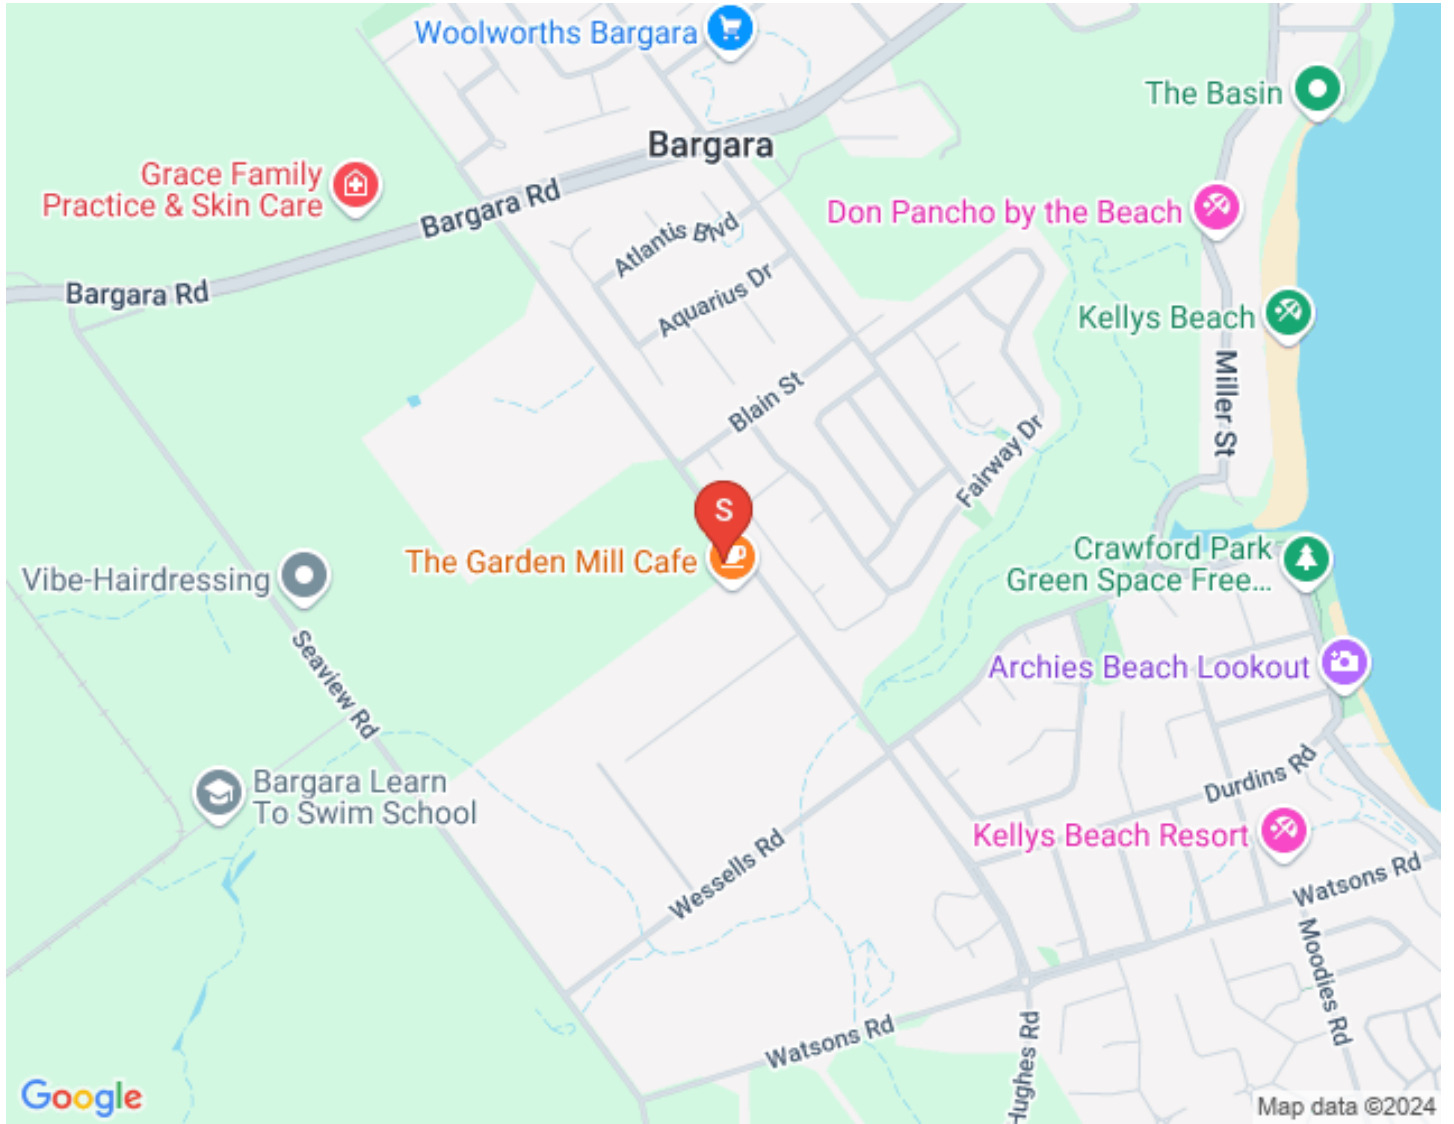 Woolworths Bargara
The Basin
Bargara
Grace Family
Practice & Skin Care
Bargara Rd
Don Pancho by the Beach
Atlantis Blvd
Bargara Rd
Aquarius Dr
Kellys Beach
Miller St
Blain St
Fairway Dr
S
The Garden Mill Cafe
Crawford Park
Green Space Free...
Vibe-Hairdressing
Seaview Rd
Archies Beach Lookout
Bargara Learn
To Swim School
Durdins Rd
Kellys Beach Resort
Wessells Rd
Watsons Rd
Moodies Rd
Watsons Rd
Hughes Rd
Google
Map data ©2024